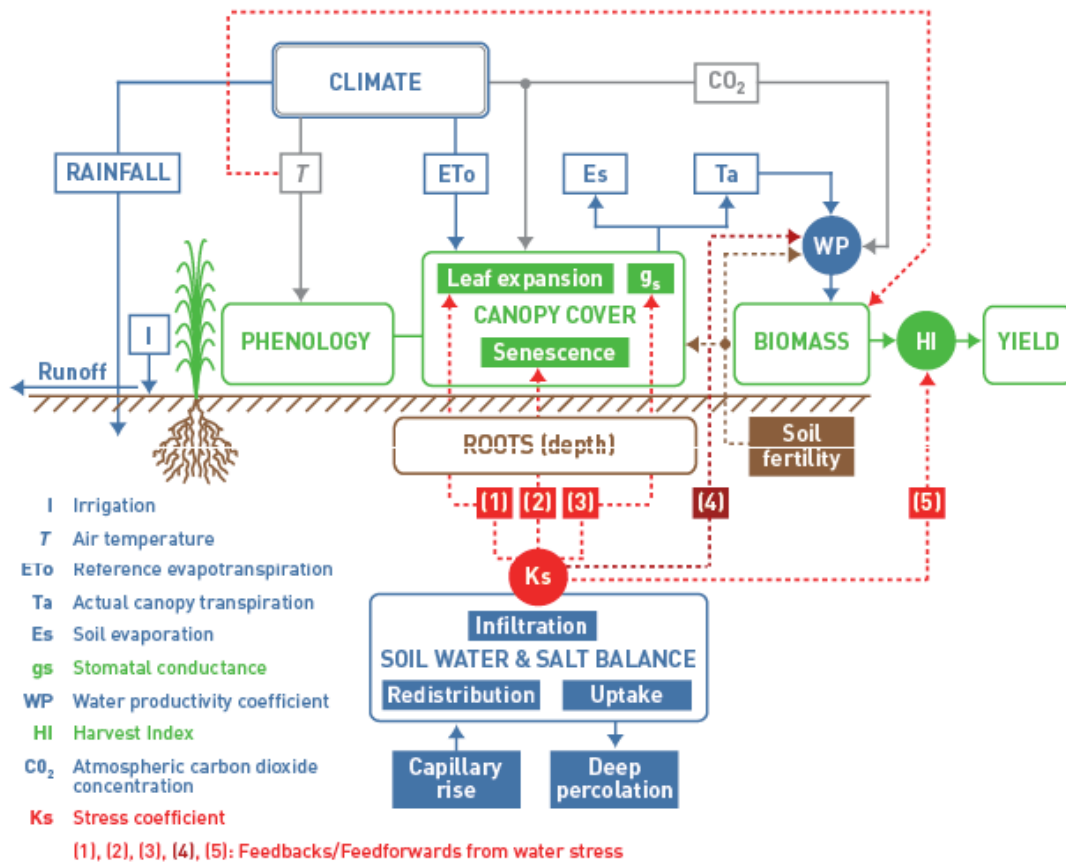 CLIMATE
CO₂
RAINFALL
T
ETo
Es
Ta
WP
Leaf expansion
gs
CANOPY COVER
Senescence
PHENOLOGY
I
BIOMASS
HI
YIELD
Runoff
ROOTS (depth)
Soil
fertility
(1)
(2)
(3)
(4)
(5)
Ks
Infiltration
SOIL WATER & SALT BALANCE
Redistribution
Uptake
Capillary
rise
Deep
percolation
I Irrigation
T Air temperature
ETo Reference evapotranspiration
Ta Actual canopy transpiration
Es Soil evaporation
gs Stomatal conductance
WP Water productivity coefficient
HI Harvest Index
CO₂ Atmospheric carbon dioxide
concentration
Ks Stress coefficient
(1), (2), (3), (4), (5): Feedbacks/Feedforwards from water stress